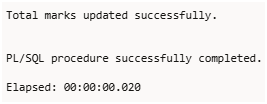 Total marks updated successfully.
PL/SQL procedure successfully completed.
Elapsed: 00:00:00.020